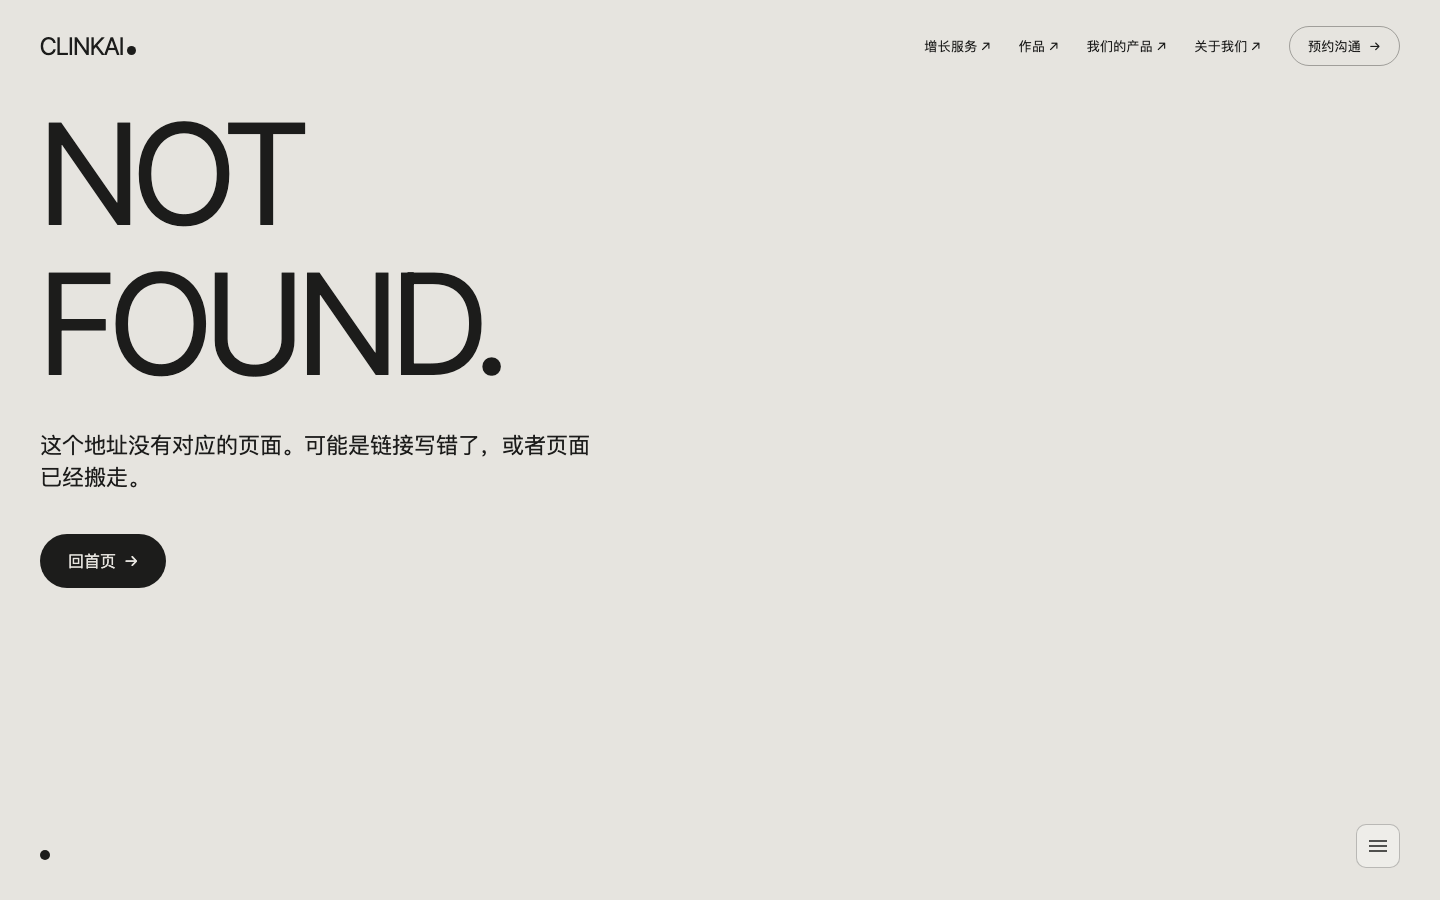 CLINKAI
增长服务
作品
我们的产品
关于我们
预约沟通
NOT
FOUND.
这个地址没有对应的页面。可能是链接写错了，或者页面
已经搬走。
回首页